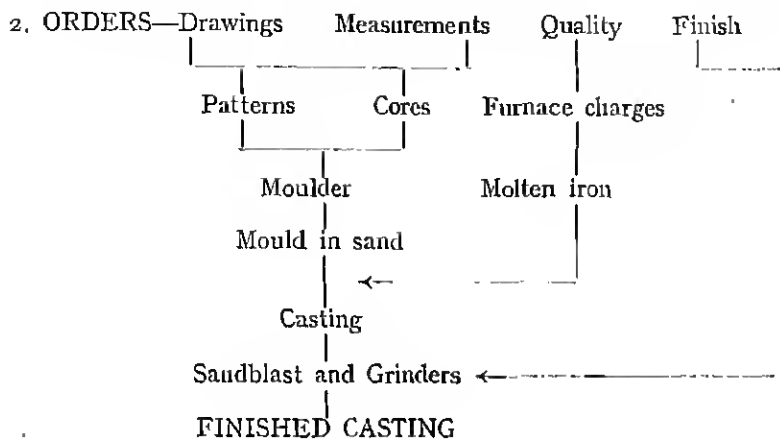 2. ORDERS—Drawings Measurements Quality Finish
Patterns Cores Furnace charges
Moulder Molten iron
Mould in sand
Casting
Sandblast and Grinders
FINISHED CASTING